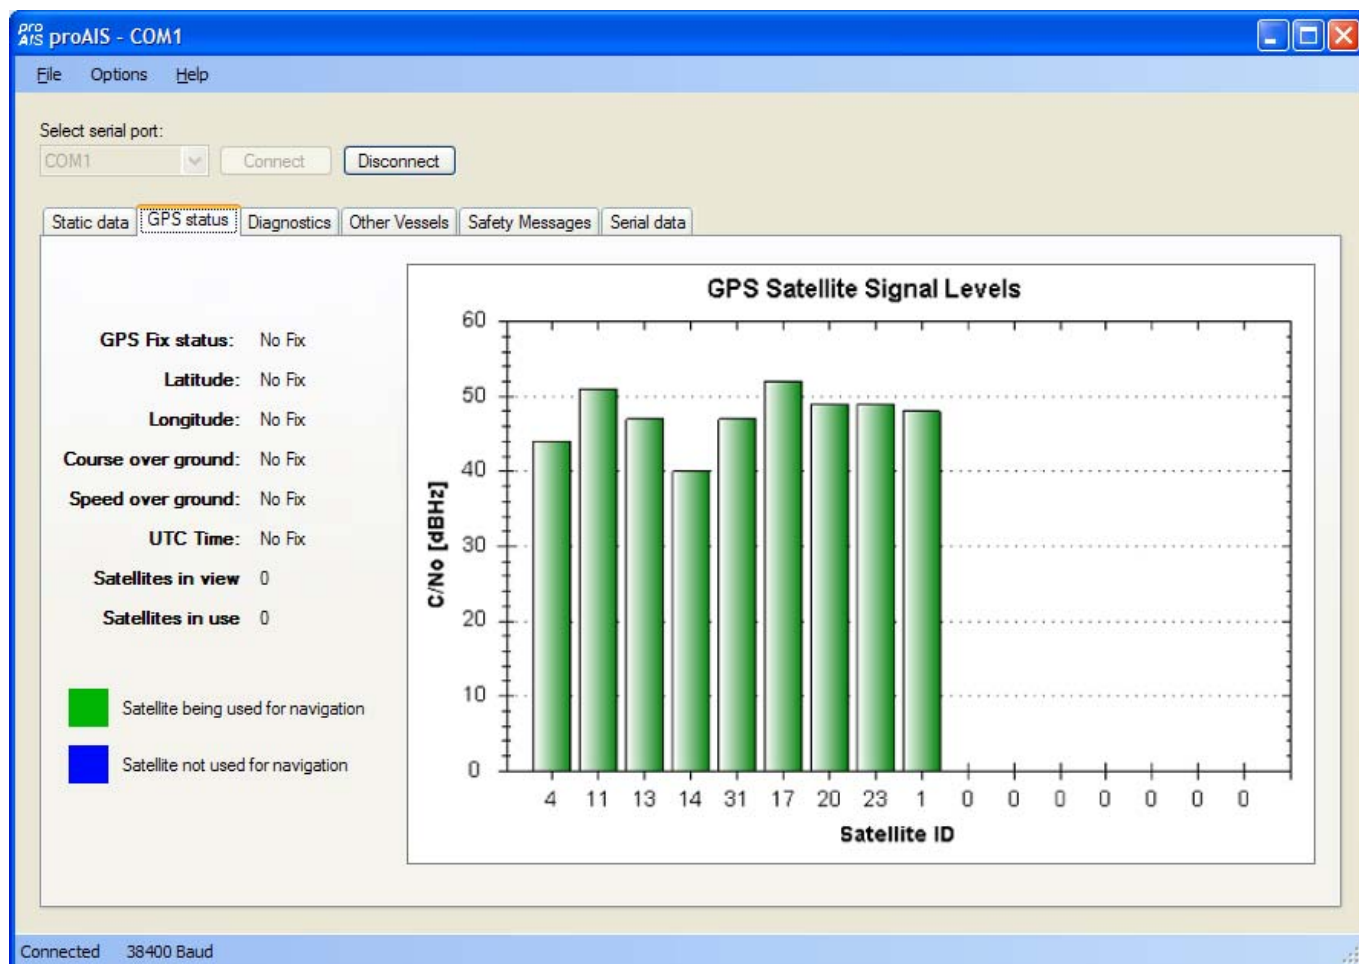 pro AIS proAIS - COM1
File Options Help
Select serial port:
COM1 Connect Disconnect
Static data GPS status Diagnostics Other Vessels Safety Messages Serial data
GPS Fix status: No Fix
Latitude: No Fix
Longitude: No Fix
Course over ground: No Fix
Speed over ground: No Fix
UTC Time: No Fix
Satellites in view 0
Satellites in use 0
Satellite being used for navigation
Satellite not used for navigation
GPS Satellite Signal Levels
60
50
40
30
20
10
0
C/No [dBHz]
4 11 13 14 31 17 20 23 1 0 0 0 0 0 0 0
Satellite ID
Connected 38400 Baud